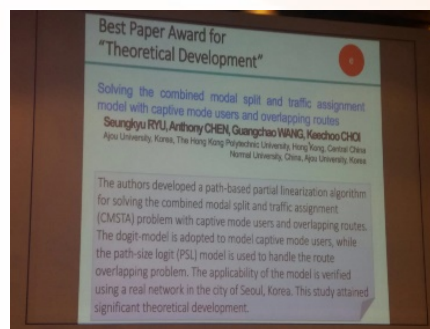 Best Paper Award for
"Theoretical Development"
Solving the combined modal split and traffic assignment
model with captive mode users and overlapping routes
Seungkyu RYU, Anthony CHEN, Guangchao WANG, Keechoo CHOI
Ajou University, Korea, The Hong Kong Polytechnic University, Hong Kong, Central China
Normal University, China, Ajou University, Korea
The authors developed a path-based partial linearization algorithm
for solving the combined modal split and traffic assignment
(CMSTA) problem with captive mode users and overlapping routes.
The dogit-model is adopted to model captive mode users, while
the path-size logit (PSL) model is used to handle the route
overlapping problem. The applicability of the model is verified
using a real network in the city of Seoul, Korea. This study attained
significant theoretical development.